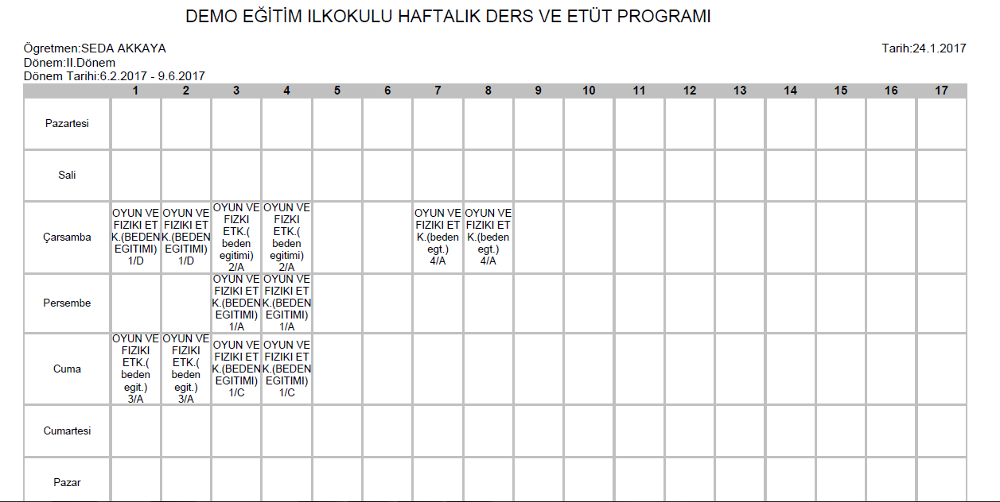 DEMO EĞİTİM ILKOKULU HAFTALIK DERS VE ETÜT PROGRAMI
Ögretmen:SEDA AKKAYA
Tarih:24.1.2017
Dönem:II.Dönem
Dönem Tarihi:6.2.2017 - 9.6.2017
1 2 3 4 5 6 7 8 9 10 11 12 13 14 15 16 17
Pazartesi
Sali
Çarsamba
OYUN VE
FIZIKI ET
K.(BEDEN
EGITIMI)
1/D
OYUN VE
FIZIKI ET
K.(BEDEN
EGITIMI)
1/D
OYUN VE
FIZIKI
ETK.(
beden
egitimi)
2/A
OYUN VE
FIZIKI
ETK.(
beden
egitimi)
2/A
OYUN VE
FIZIKI ET
K.(beden
egt.)
4/A
OYUN VE
FIZIKI ET
K.(beden
egt.)
4/A
Persembe
OYUN VE
FIZIKI ET
K.(BEDEN
EGITIMI)
1/A
OYUN VE
FIZIKI ET
K.(BEDEN
EGITIMI)
1/A
Cuma
OYUN VE
FIZIKI
ETK.(
beden
egit.)
3/A
OYUN VE
FIZIKI
ETK.(
beden
egit.)
3/A
OYUN VE
FIZIKI ET
K.(BEDEN
EGITIMI)
1/C
OYUN VE
FIZIKI ET
K.(BEDEN
EGITIMI)
1/C
Cumartesi
Pazar